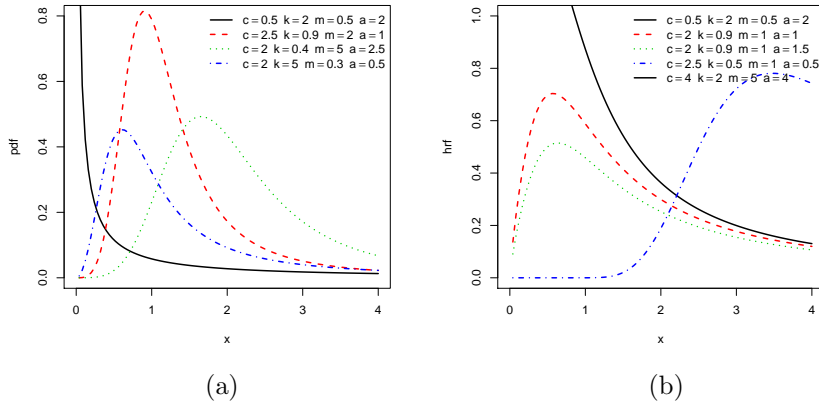 c=0.5 k=2 m=0.5 a=2
c=2.5 k=0.9 m=2 a=1
c=2 k=0.4 m=5 a=2.5
c=2 k=5 m=0.3 a=0.5
0.8
0.6
0.4
0.2
0.0
pdf
0 1 2 3 4
x
(a)
c=0.5 k=2 m=0.5 a=2
c=2 k=0.9 m=1 a=1
c=2 k=0.9 m=1 a=1.5
c=2.5 k=0.5 m=1 a=0.5
c=4 k=2 m=5 a=4
1.0
0.8
0.6
0.4
0.2
0.0
hrf
0 1 2 3 4
x
(b)